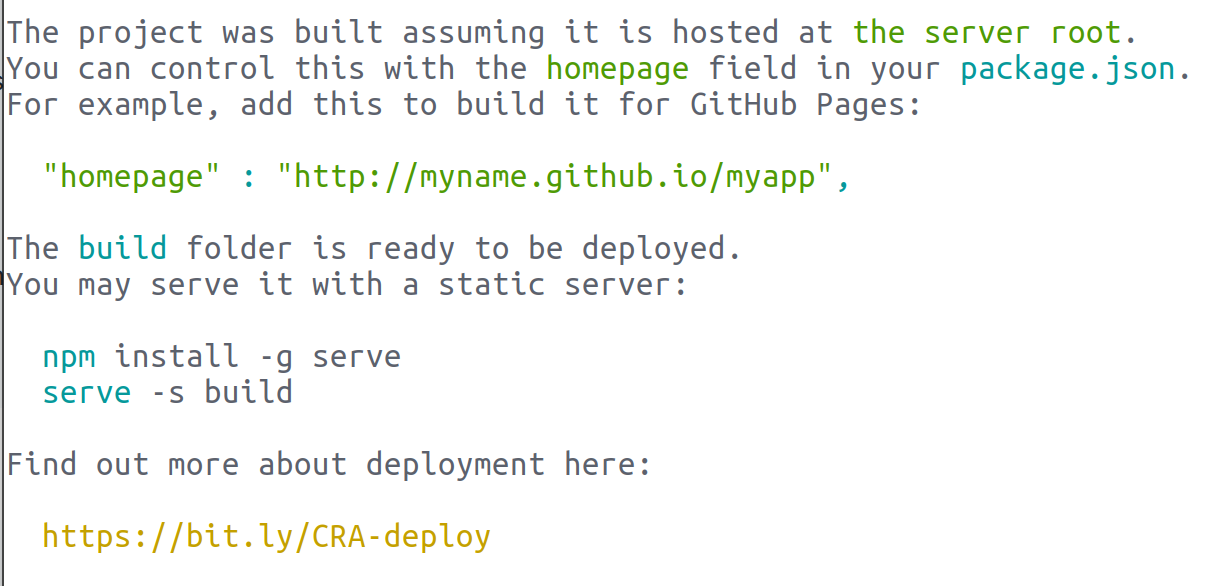 The project was built assuming it is hosted at the server root.
You can control this with the homepage field in your package.json.
For example, add this to build it for GitHub Pages:
"homepage" : "http://myname.github.io/myapp",
The build folder is ready to be deployed.
You may serve it with a static server:
npm install -g serve
serve -s build
Find out more about deployment here:
https://bit.ly/CRA-deploy